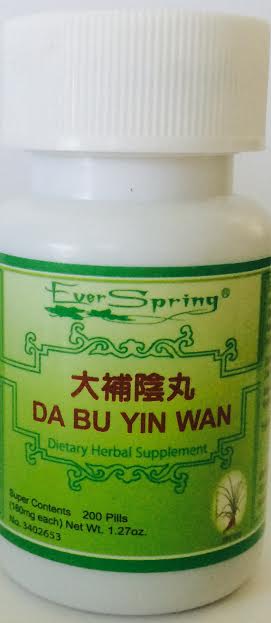 Ever Spring®
大補陰丸
DA BU YIN WAN
Dietary Herbal Supplement
Super Contents 200 Pills
(180mg each) Net Wt. 1.27oz.
No. 3402653